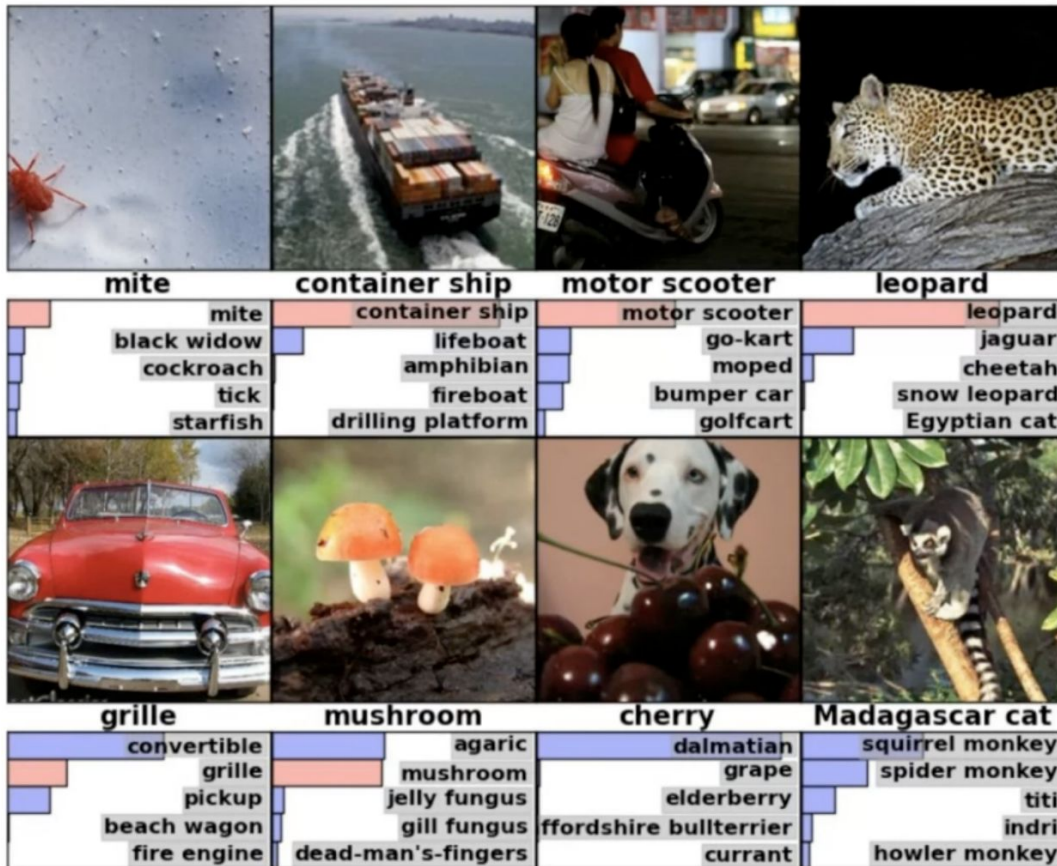 mite
container ship
motor scooter
leopard
mite
black widow
cockroach
tick
starfish
container ship
lifeboat
amphibian
fireboat
drilling platform
motor scooter
go-kart
moped
bumper car
golfcart
leopard
jaguar
cheetah
snow leopard
Egyptian cat
grille
mushroom
cherry
Madagascar cat
convertible
grille
pickup
beach wagon
fire engine
agaric
mushroom
jelly fungus
gill fungus
dead-man's-fingers
dalmatian
grape
elderberry
ffordshire bullterrier
currant
squirrel monkey
spider monkey
titi
indri
howler monkey